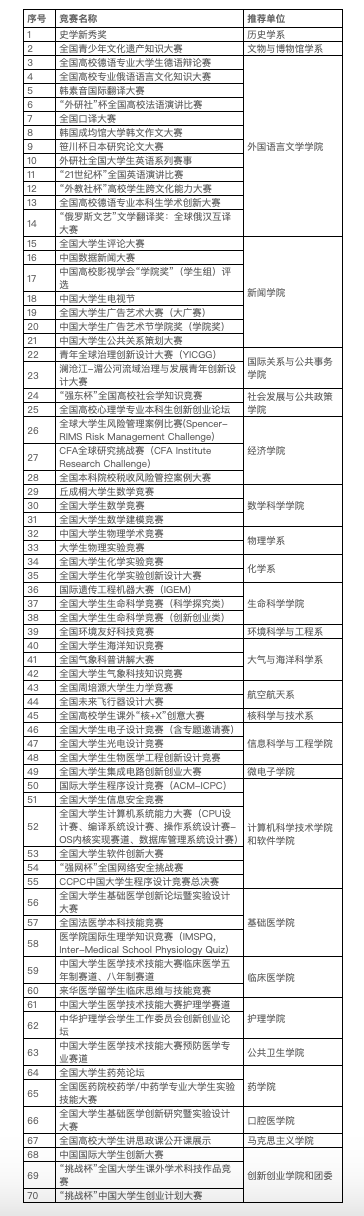 序号 竞赛名称 推荐单位
1 史学新秀奖 历史学系
2 全国青少年文化遗产知识大赛 文物与博物馆学系
3 全国高校德语专业大学生德语辩论赛
4 全国高校专业俄语语言文化知识大赛
5 韩素音国际翻译大赛
6 “外研社”杯全国高校法语演讲比赛
7 全国口译大赛
8 韩国成均馆大学韩文作文大赛
9 笹川杯日本研究论文大赛
10 外研社全国大学生英语系列赛事
11 “21世纪杯”全国英语演讲比赛
12 “外教社杯”高校学生跨文化能力大赛
13 全国高校德语专业本科生学术创新大赛
14 “俄罗斯文艺”文学翻译奖：全球俄汉互译
大赛
外国语言文学学院
15 全国大学生评论大赛
16 中国数据新闻大赛
17 中国高校影视学会“学院奖”（学生组）评
选
18 中国大学生电视节
19 全国大学生广告艺术大赛（大广赛）
20 中国大学生广告艺术节学院奖（学院奖）
21 中国大学生公共关系策划大赛
新闻学院
22 青年全球治理创新设计大赛（YICGG）
23 澜沧江-湄公河流域治理与发展青年创新设
计大赛
国际关系与公共事务
学院
24 “强东杯”全国高校社会学知识竞赛
25 全国高校心理学专业本科生创新创业论坛
社会发展与公共政策
学院
26 全球大学生风险管理案例比赛(Spencer-
RIMS Risk Management Challenge)
27 CFA全球研究挑战赛（CFA Institute
Research Challenge）
28 全国本科院校税收风险管控案例大赛
经济学院
29 丘成桐大学生数学竞赛
30 全国大学生数学竞赛
31 全国大学生数学建模竞赛
数学科学学院
32 中国大学生物理学术竞赛
33 大学生物理实验竞赛
物理学系
34 全国大学生化学实验竞赛
35 全国大学生化学实验创新设计大赛
化学系
36 国际遗传工程机器大赛（IGEM）
37 全国大学生生命科学竞赛（科学探究类）
38 全国大学生生命科学竞赛（创新创业类）
生命科学学院
39 全国环境友好科技竞赛 环境科学与工程系
40 全国大学生海洋知识竞赛
41 全国气象科普讲解大赛
42 全国大学生气象科技知识竞赛
大气与海洋科学系
43 全国周培源大学生力学竞赛
44 全国未来飞行器设计大赛
航空航天系
45 全国高校学生课外“核+X”创意大赛 核科学与技术系
46 全国大学生电子设计竞赛（含专题邀请赛）
47 全国大学生光电设计竞赛
48 全国大学生生物医学工程创新设计竞赛
信息科学与工程学院
49 全国大学生集成电路创新创业大赛 微电子学院
50 国际大学生程序设计竞赛（ACM-ICPC)
51 全国大学生信息安全竞赛
52 全国大学生计算机系统能力大赛（CPU设
计赛、编译系统设计赛、操作系统设计赛-
OS内核实现赛道、数据库管理系统设计赛）
53 全国大学生软件创新大赛
54 “强网杯”全国网络安全挑战赛
55 CCPC中国大学生程序设计竞赛总决赛
计算机科学技术学院
和软件学院
56 全国大学生基础医学创新论坛暨实验设计
大赛
57 全国法医学本科技能竞赛
58 医学院国际生理学知识竞赛（IMSPQ,
Inter-Medical School Physiology Quiz)
基础医学院
59 中国大学生医学技术技能大赛临床医学五
年制赛道、八年制赛道
60 来华医学留学生临床思维与技能竞赛
临床医学院
61 中国大学生医学技术技能大赛护理学赛道
62 中华护理学会学生工作委员会创新创业论
坛
护理学院
63 中国大学生医学技术技能大赛预防医学专
业赛道
公共卫生学院
64 全国大学生药苑论坛
65 全国医药院校药学/中药学专业大学生实验
技能大赛
药学院
66 全国大学生基础医学创新研究暨实验设计
大赛
口腔医学院
67 全国高校大学生讲思政课公开课展示 马克思主义学院
68 中国国际大学生创新大赛
69 “挑战杯”全国大学生课外学术科技作品竞
赛
70 “挑战杯”中国大学生创业计划大赛
创新创业学院和团委